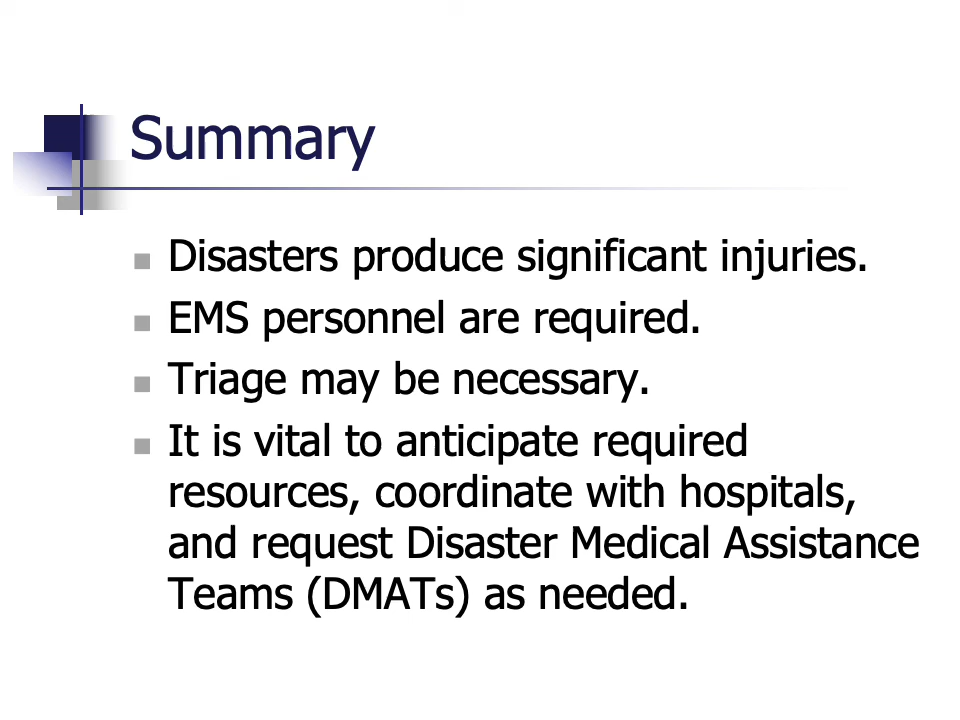 Summary
Disasters produce significant injuries.
EMS personnel are required.
Triage may be necessary.
It is vital to anticipate required
resources, coordinate with hospitals,
and request Disaster Medical Assistance
Teams (DMATs) as needed.